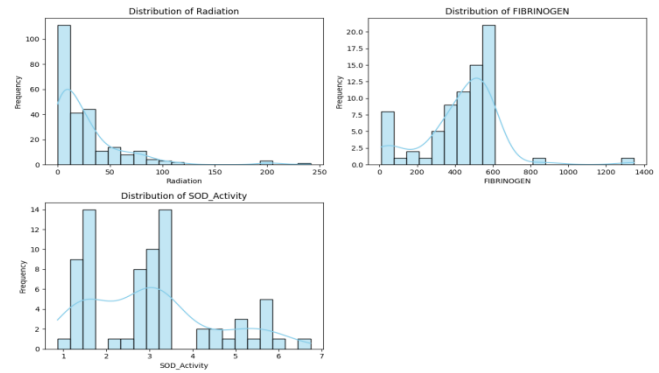 Distribution of Radiation
Frequency
100
80
60
40
20
0
0 50 100 150 200 250
Radiation
Distribution of FIBRINOGEN
Frequency
20.0
17.5
15.0
12.5
10.0
7.5
5.0
2.5
0.0
0 200 400 600 800 1000 1200 1400
FIBRINOGEN
Distribution of SOD_Activity
Frequency
14
12
10
8
6
4
2
0
1 2 3 4 5 6 7
SOD_Activity